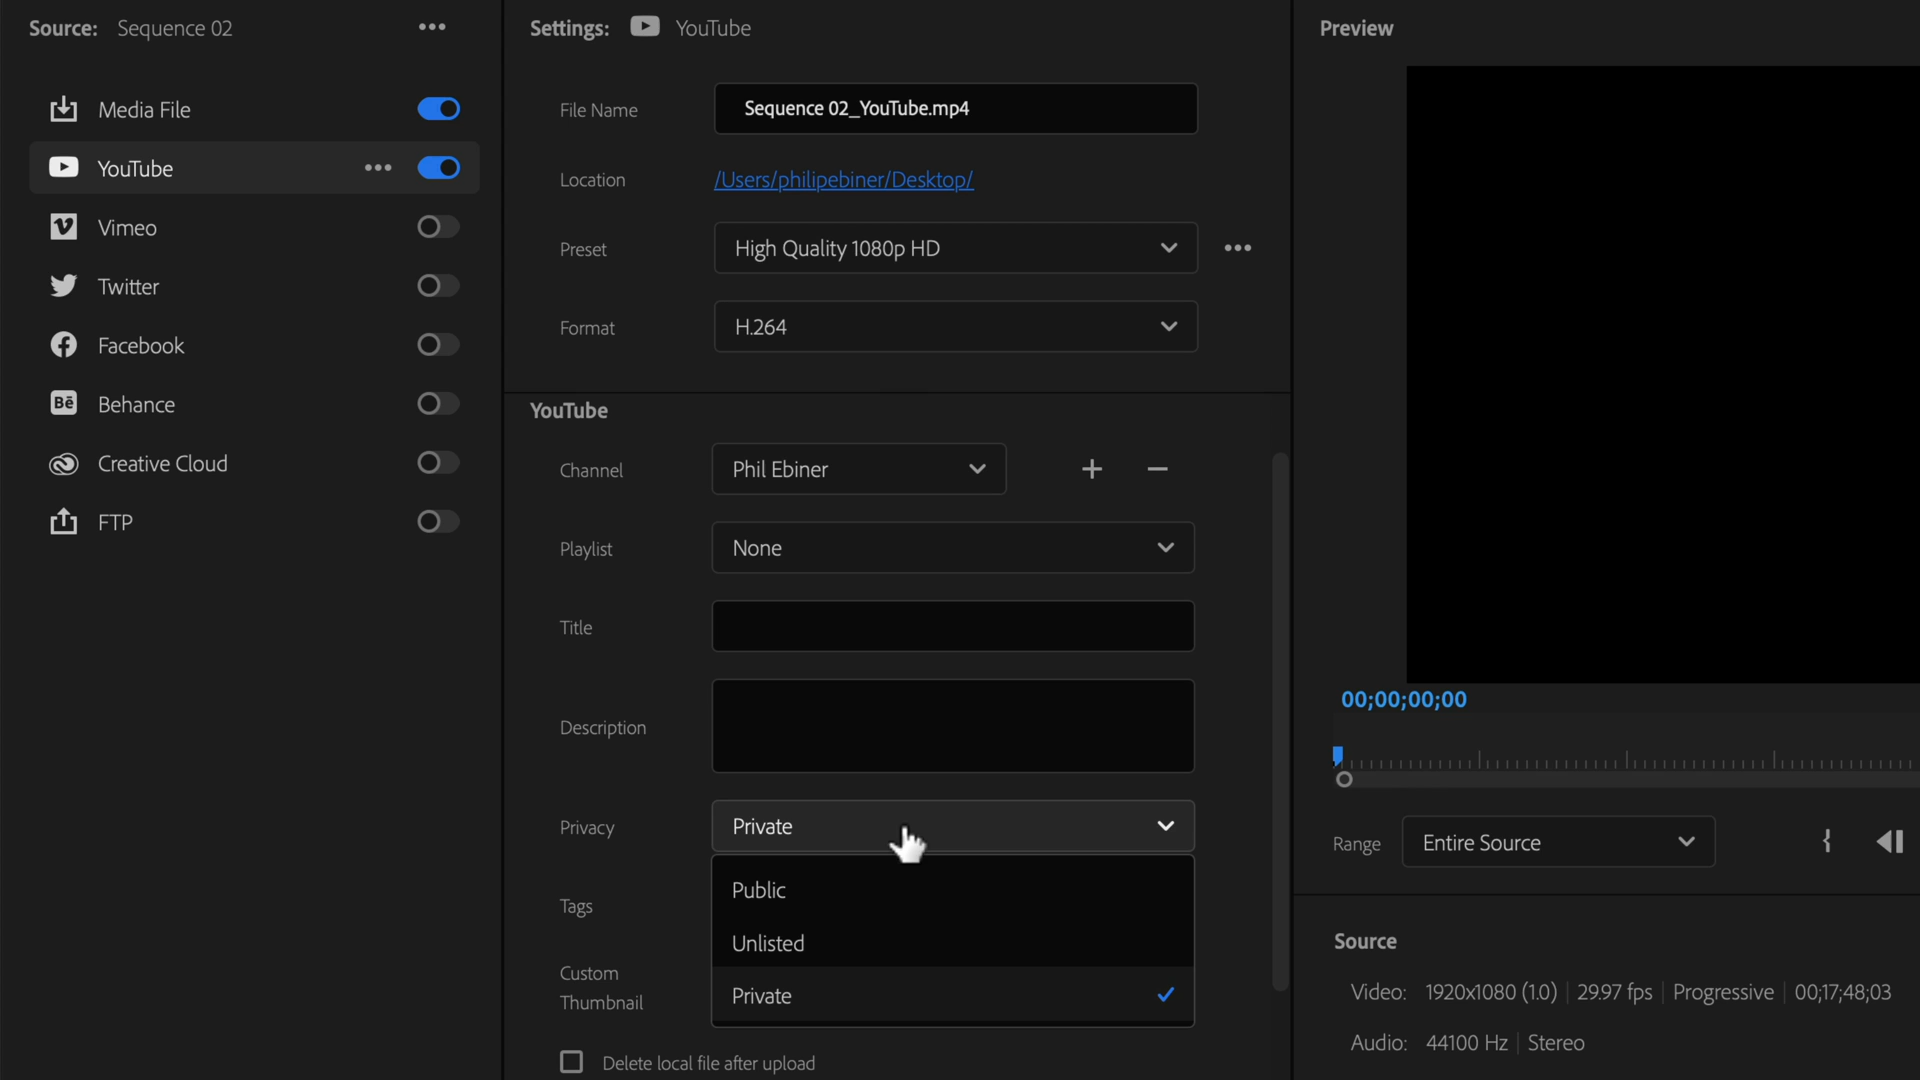 Source: Sequence 02
Media File
YouTube
Vimeo
Twitter
Facebook
Bē Behance
Creative Cloud
FTP
Settings: YouTube
File Name Sequence 02_YouTube.mp4
Location /Users/philipebiner/Desktop/
Preset High Quality 1080p HD
Format H.264
YouTube
Channel Phil Ebiner
Playlist None
Title
Description
Privacy Private
Public
Unlisted
Private
Tags
Custom
Thumbnail
Delete local file after upload
Preview
00;00;00;00
Range Entire Source
Source
Video: 1920x1080 (1.0) | 29.97 fps | Progressive | 00;17;48;03
Audio: 44100 Hz | Stereo